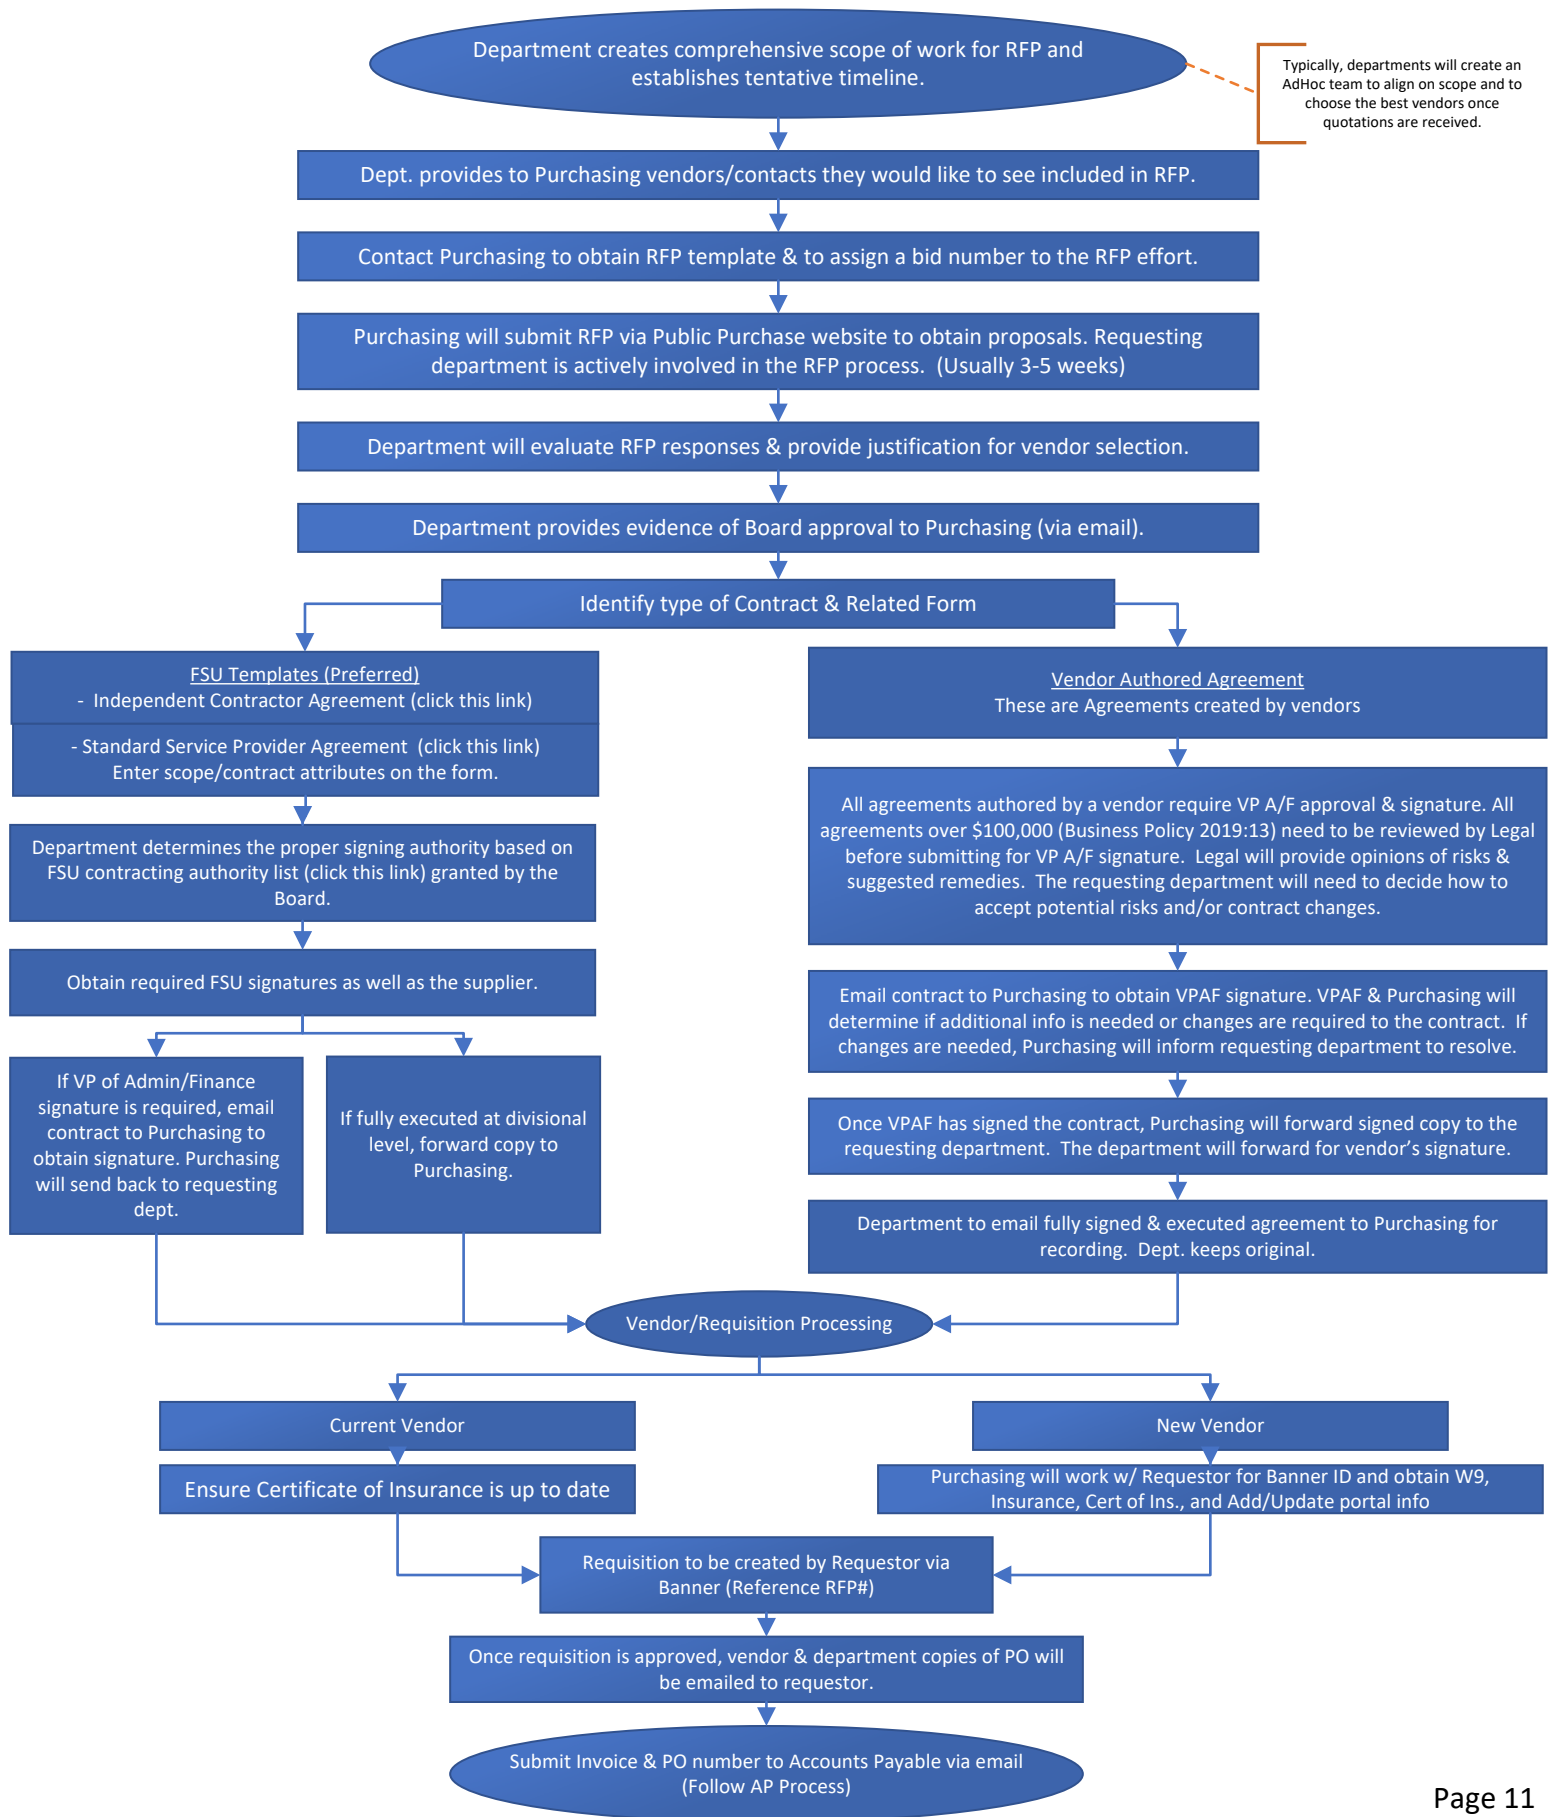 Department creates comprehensive scope of work for RFP and
establishes tentative timeline.
Typically, departments will create an
AdHoc team to align on scope and to
choose the best vendors once
quotations are received.
Dept. provides to Purchasing vendors/contacts they would like to see included in RFP.
Contact Purchasing to obtain RFP template & to assign a bid number to the RFP effort.
Purchasing will submit RFP via Public Purchase website to obtain proposals. Requesting
department is actively involved in the RFP process.  (Usually 3-5 weeks)
Department will evaluate RFP responses & provide justification for vendor selection.
Department provides evidence of Board approval to Purchasing (via email).
Identify type of Contract & Related Form
FSU Templates (Preferred)
- Independent Contractor Agreement (click this link)
- Standard Service Provider Agreement (click this link)
Enter scope/contract attributes on the form.
Department determines the proper signing authority based on
FSU contracting authority list (click this link) granted by the
Board.
Obtain required FSU signatures as well as the supplier.
If VP of Admin/Finance
signature is required, email
contract to Purchasing to
obtain signature. Purchasing
will send back to requesting
dept.
If fully executed at divisional
level, forward copy to
Purchasing.
Vendor Authored Agreement
These are Agreements created by vendors
All agreements authored by a vendor require VP A/F approval & signature. All
agreements over $100,000 (Business Policy 2019:13) need to be reviewed by Legal
before submitting for VP A/F signature.  Legal will provide opinions of risks &
suggested remedies.  The requesting department will need to decide how to
accept potential risks and/or contract changes.
Email contract to Purchasing to obtain VPAF signature. VPAF & Purchasing will
determine if additional info is needed or changes are required to the contract.  If
changes are needed, Purchasing will inform requesting department to resolve.
Once VPAF has signed the contract, Purchasing will forward signed copy to the
requesting department.  The department will forward for vendor’s signature.
Department to email fully signed & executed agreement to Purchasing for
recording.  Dept. keeps original.
Vendor/Requisition Processing
Current Vendor
Ensure Certificate of Insurance is up to date
New Vendor
Purchasing will work w/ Requestor for Banner ID and obtain W9,
Insurance, Cert of Ins., and Add/Update portal info
Requisition to be created by Requestor via
Banner (Reference RFP#)
Once requisition is approved, vendor & department copies of PO will
be emailed to requestor.
Submit Invoice & PO number to Accounts Payable via email
(Follow AP Process)
Page 11